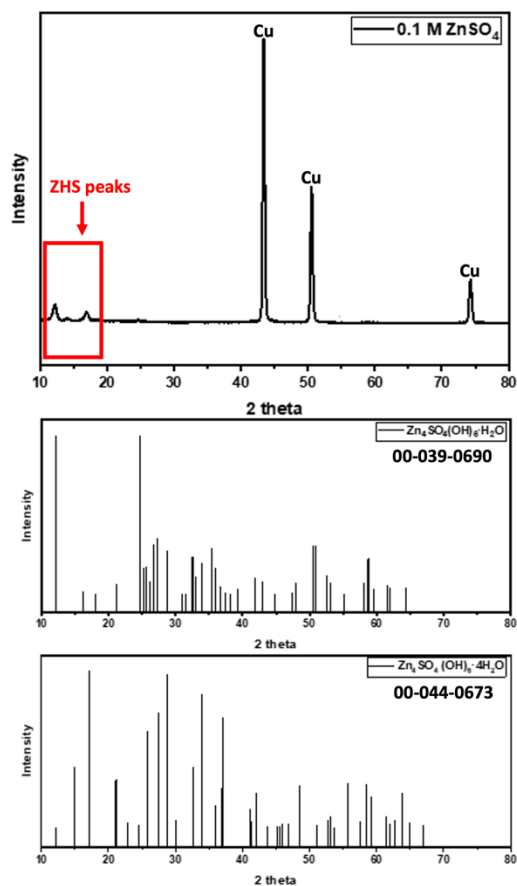 0.1 M ZnSO4
Cu
Cu
Cu
ZHS peaks
Intensity
10 20 30 40 50 60 70 80
2 theta
Zn4SO4(OH)6·H2O
00-039-0690
Intensity
10 20 30 40 50 60 70 80
2 theta
Zn4SO4 (OH)6·4H2O
00-044-0673
Intensity
10 20 30 40 50 60 70 80
2 theta